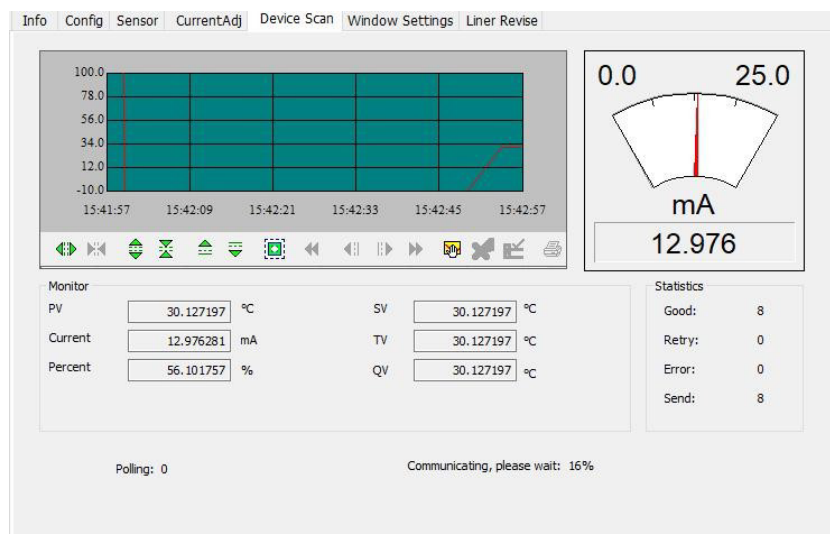 Info Config Sensor CurrentAdj Device Scan Window Settings Liner Revise
100.0
78.0
56.0
34.0
12.0
-10.0
15:41:57 15:42:09 15:42:21 15:42:33 15:42:45 15:42:57
0.0 25.0
mA
12.976
Monitor
PV 30.127197 °C SV 30.127197 °C
Current 12.976281 mA TV 30.127197 °C
Percent 56.101757 % QV 30.127197 °C
Statistics
Good: 8
Retry: 0
Error: 0
Send: 8
Polling: 0 Communicating, please wait: 16%